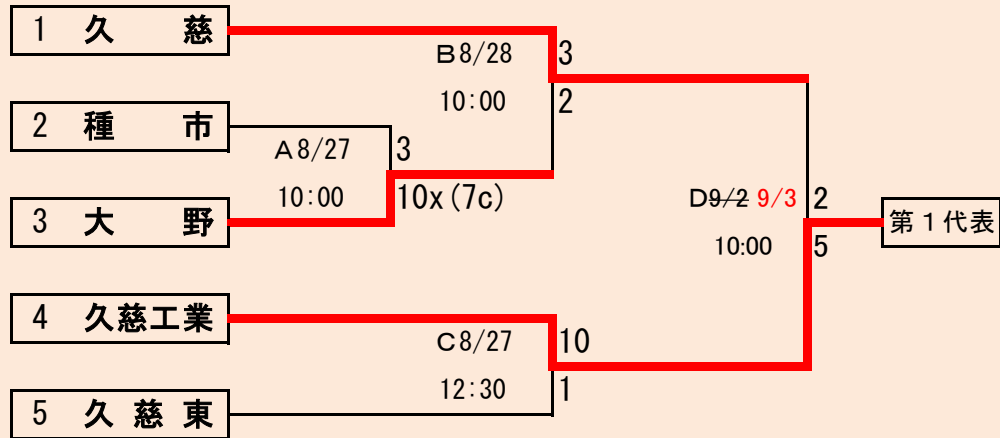 1 久 慈
B8/28
3
10:00
2
2 種 市
A8/27
3
10:00
10x(7c)
3 大 野
D9/2 9/3
2
第1代表
10:00
5
4 久慈工業
C8/27
10
12:30
1
5 久 慈 東